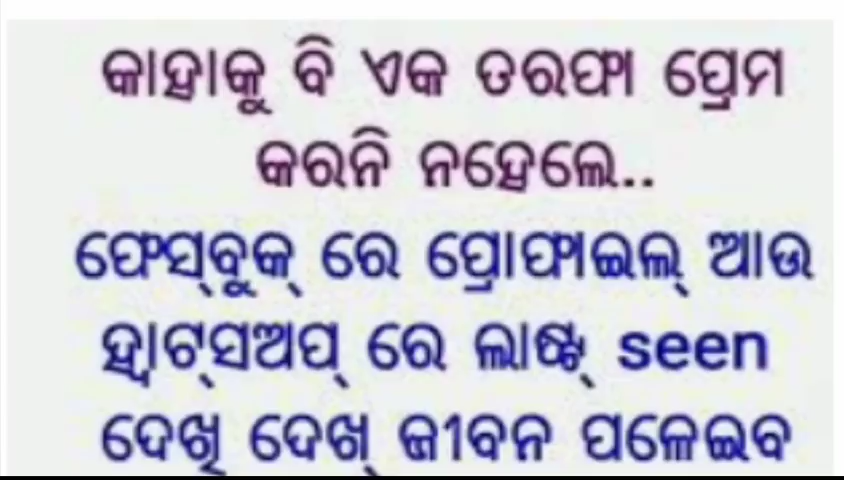 କାହାକୁ ବି ଏକ ତରଫା ପ୍ରେମ
କରନି ନହେଲେ..
ଫେସ୍‌ବୁକ୍ ରେ ପ୍ରୋଫାଇଲ୍ ଆଉ
ହ୍ୱାଟ୍‌ସଅପ୍ ରେ ଲାଷ୍ଟ୍ seen
ଦେଖି ଦେଖି ଜୀବନ ପଳେଇବ